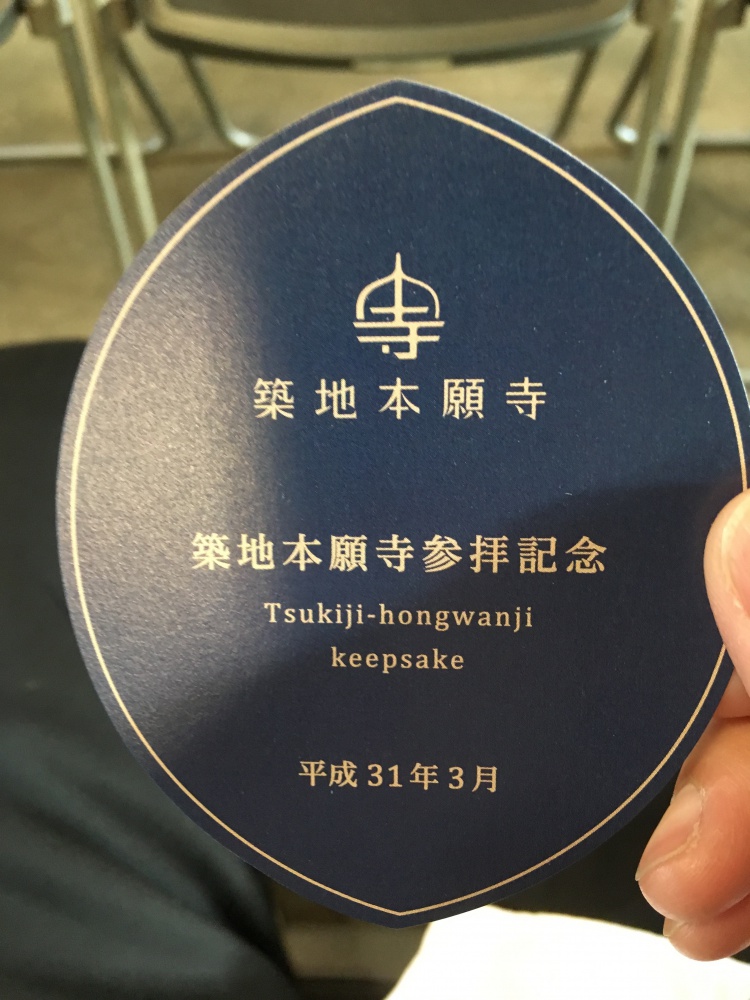 寺
築地本願寺
築地本願寺参拝記念
Tsukiji-hongwanji
keepsake
平成31年3月